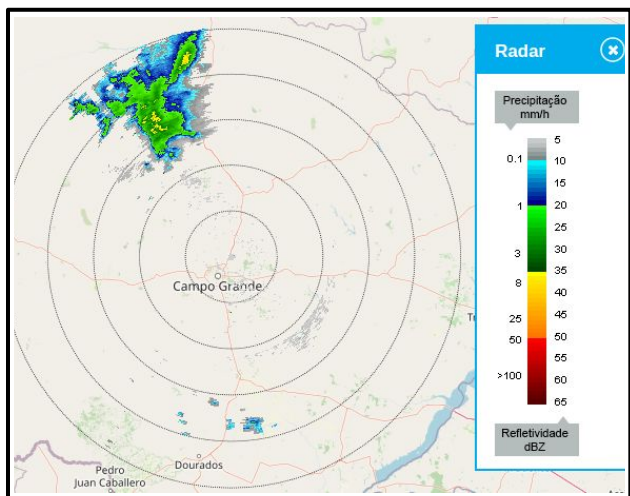 Radar
Precipitação
mm/h
5
0.1
10
15
1
20
25
3
30
35
8
40
45
25
50
50
55
>100
60
65
Refletividade
dBZ
Campo Grande
Dourados
Pedro
Juan Caballero